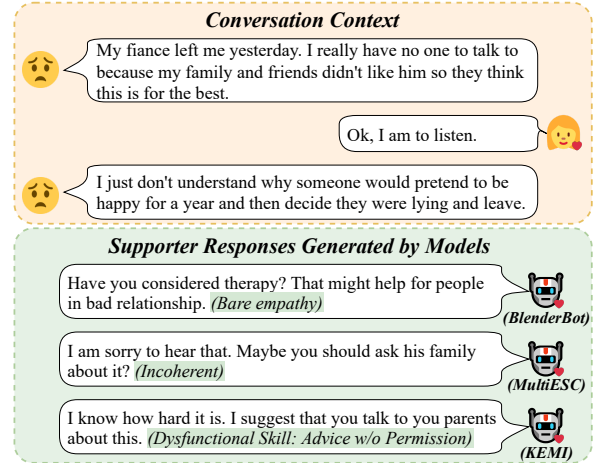 Conversation Context
My fiance left me yesterday. I really have no one to talk to
because my family and friends didn't like him so they think
this is for the best.
Ok, I am to listen.
I just don't understand why someone would pretend to be
happy for a year and then decide they were lying and leave.
Supporter Responses Generated by Models
Have you considered therapy? That might help for people
in bad relationship. (Bare empathy)
(BlenderBot)
I am sorry to hear that. Maybe you should ask his family
about it? (Incoherent)
(MultiESC)
I know how hard it is. I suggest that you talk to you parents
about this. (Dysfunctional Skill: Advice w/o Permission)
(KEMI)